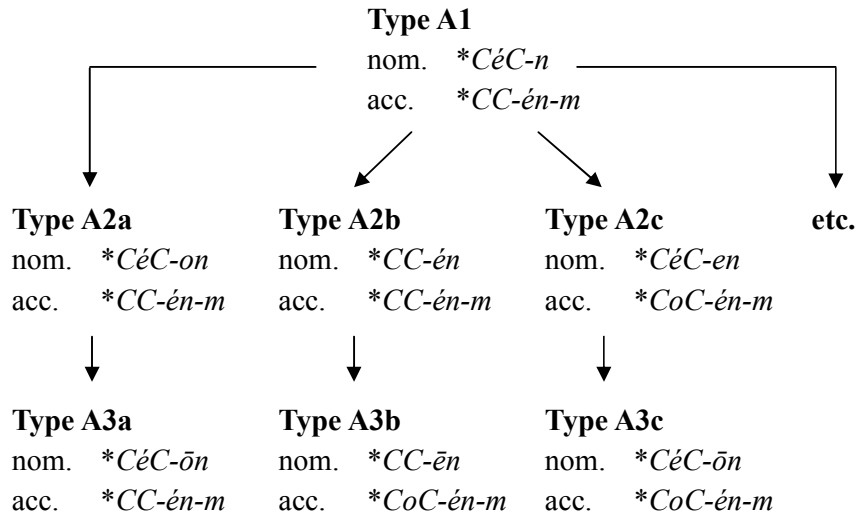 Type A1
nom. *CéC-n
acc. *CC-én-m
Type A2a Type A2b Type A2c etc.
nom. *CéC-on nom. *CC-én nom. *CéC-en
acc. *CC-én-m acc. *CC-én-m acc. *CoC-én-m
Type A3a Type A3b Type A3c
nom. *CéC-ōn nom. *CC-ēn nom. *CéC-ōn
acc. *CC-én-m acc. *CoC-én-m acc. *CoC-én-m